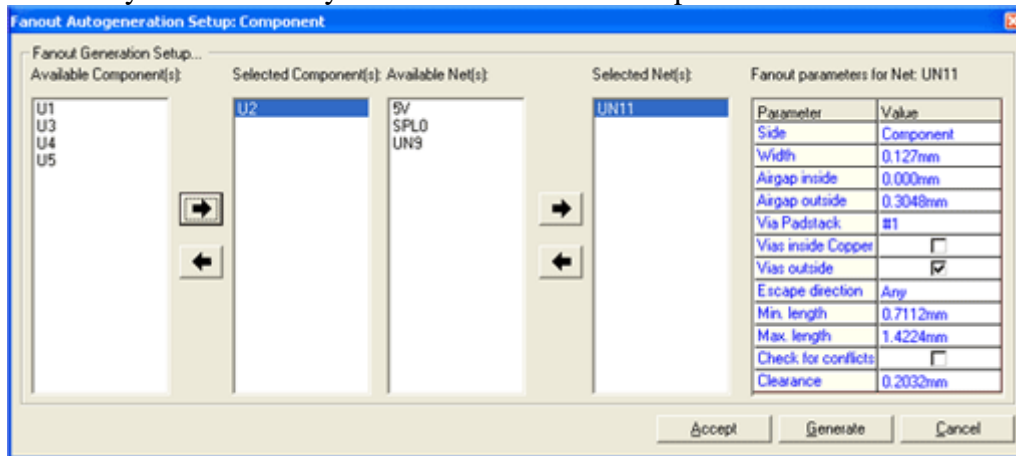 Fanout Autogeneration Setup: Component
Fanout Generation Setup...
Available Component(s):
U1
U3
U4
U5
Selected Component(s):
U2
Available Net(s):
5V
SPL0
UN9
Selected Net(s):
UN11
Fanout parameters for Net: UN11
Parameter Value
Side Component
Width 0.127mm
Airgap inside 0.000mm
Airgap outside 0.3048mm
Via Padstack #1
Vias inside Copper
Vias outside
Escape direction Any
Min. length 0.7112mm
Max. length 1.4224mm
Check for conflicts
Clearance 0.2032mm
Accept Generate Cancel